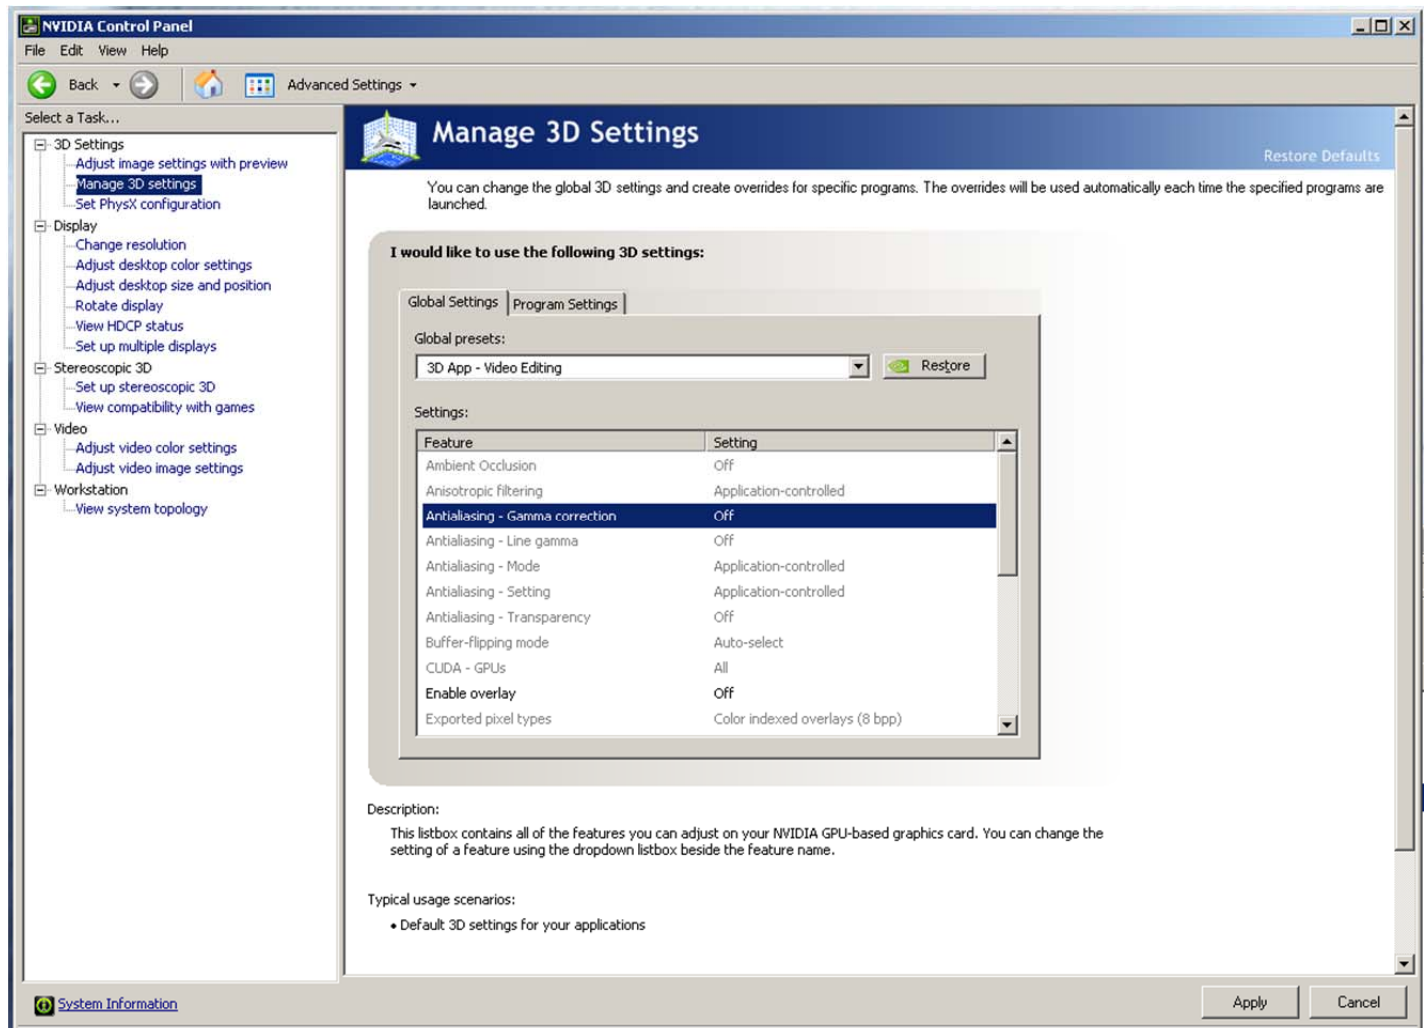 NVIDIA Control Panel
File Edit View Help
Back Advanced Settings
Select a Task...
3D Settings
Adjust image settings with preview
Manage 3D settings
Set PhysX configuration
Display
Change resolution
Adjust desktop color settings
Adjust desktop size and position
Rotate display
View HDCP status
Set up multiple displays
Stereoscopic 3D
Set up stereoscopic 3D
View compatibility with games
Video
Adjust video color settings
Adjust video image settings
Workstation
View system topology
System Information
Manage 3D Settings
Restore Defaults
You can change the global 3D settings and create overrides for specific programs. The overrides will be used automatically each time the specified programs are
launched.
I would like to use the following 3D settings:
Global Settings Program Settings
Global presets:
3D App - Video Editing Restore
Settings:
Feature Setting
Ambient Occlusion Off
Anisotropic filtering Application-controlled
Antialiasing - Gamma correction Off
Antialiasing - Line gamma Off
Antialiasing - Mode Application-controlled
Antialiasing - Setting Application-controlled
Antialiasing - Transparency Off
Buffer-flipping mode Auto-select
CUDA - GPUs All
Enable overlay Off
Exported pixel types Color indexed overlays (8 bpp)
Description:
This listbox contains all of the features you can adjust on your NVIDIA GPU-based graphics card. You can change the
setting of a feature using the dropdown listbox beside the feature name.
Typical usage scenarios:
• Default 3D settings for your applications
Apply Cancel